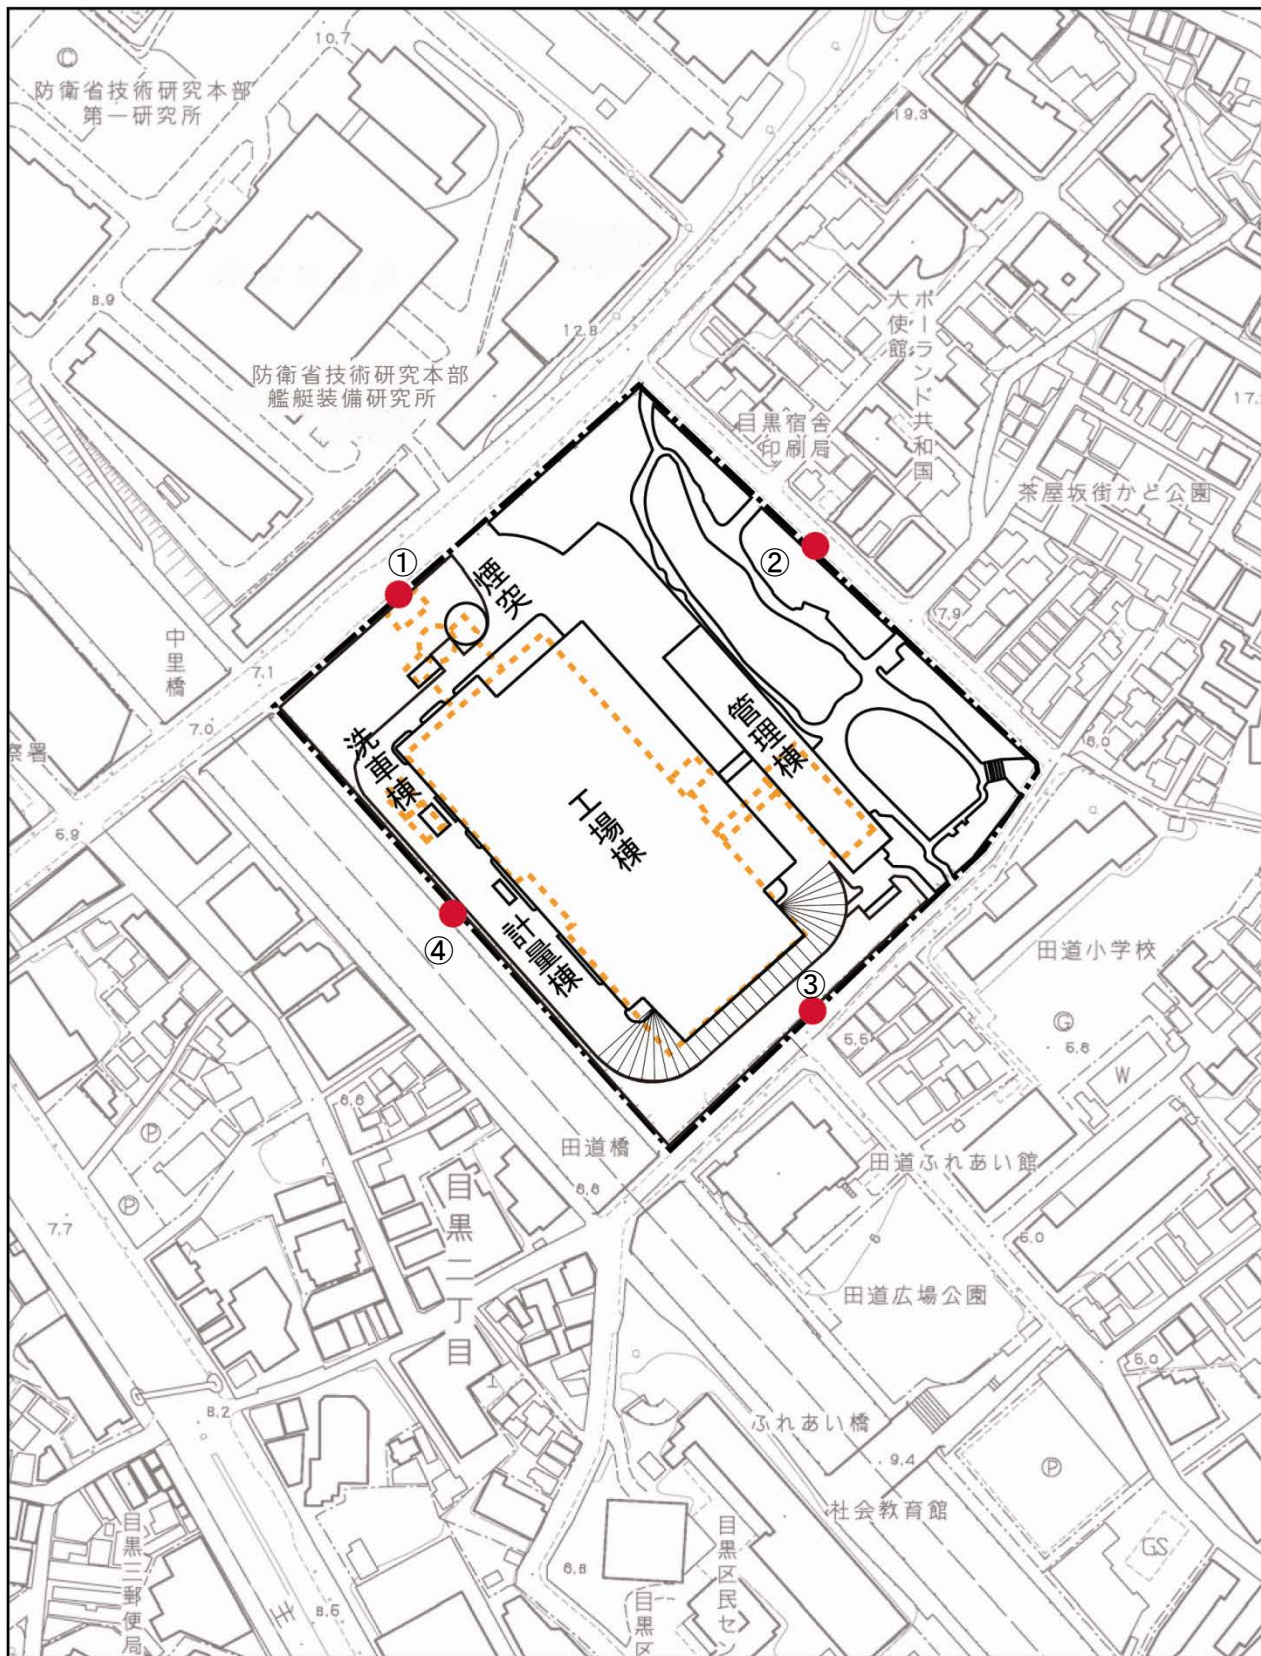 10.7
Ⓒ
防衛省技術研究本部
第一研究所
19.3
8.9
12.8
防衛省技術研究本部
艦艇装備研究所
ポーランド共和国
大使館
目黒宿舎
印刷局
茶屋坂街かど公園
17.
①
②
煙突
7.9
中里橋
7.1
7.0
管理棟
6.0
察署
洗車棟
工場棟
6.9
④
計量棟
③
田道小学校
Ⓖ
5.5
5.8
W
6.6
Ⓟ
田道橋
田道ふれあい館
目黒二丁目
6.6
Ⓟ
7.7
5.0
田道広場公園
5.0
8.2
ふれあい橋
9.4
Ⓟ
社会教育館
目黒二郵便局
GS
6.8
目黒区民セ
目黒区
8.5
主